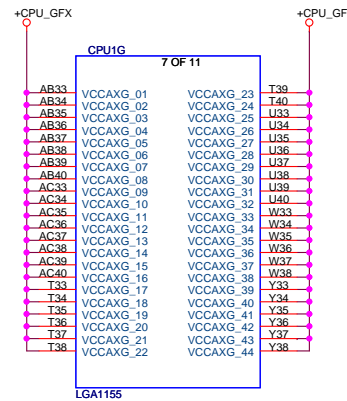 +CPU_GFX +CPU_GF
CPU1G
7 OF 11
AB33 VCCAXG_01 VCCAXG_23 T39
AB34 VCCAXG_02 VCCAXG_24 T40
AB35 VCCAXG_03 VCCAXG_25 U33
AB36 VCCAXG_04 VCCAXG_26 U34
AB37 VCCAXG_05 VCCAXG_27 U35
AB38 VCCAXG_06 VCCAXG_28 U36
AB39 VCCAXG_07 VCCAXG_29 U37
AB40 VCCAXG_08 VCCAXG_30 U38
AC33 VCCAXG_09 VCCAXG_31 U39
AC34 VCCAXG_10 VCCAXG_32 U40
AC35 VCCAXG_11 VCCAXG_33 W33
AC36 VCCAXG_12 VCCAXG_34 W34
AC37 VCCAXG_13 VCCAXG_35 W35
AC38 VCCAXG_14 VCCAXG_36 W36
AC39 VCCAXG_15 VCCAXG_37 W37
AC40 VCCAXG_16 VCCAXG_38 W38
T33 VCCAXG_17 VCCAXG_39 Y33
T34 VCCAXG_18 VCCAXG_40 Y34
T35 VCCAXG_19 VCCAXG_41 Y35
T36 VCCAXG_20 VCCAXG_42 Y36
T37 VCCAXG_21 VCCAXG_43 Y37
T38 VCCAXG_22 VCCAXG_44 Y38
LGA1155